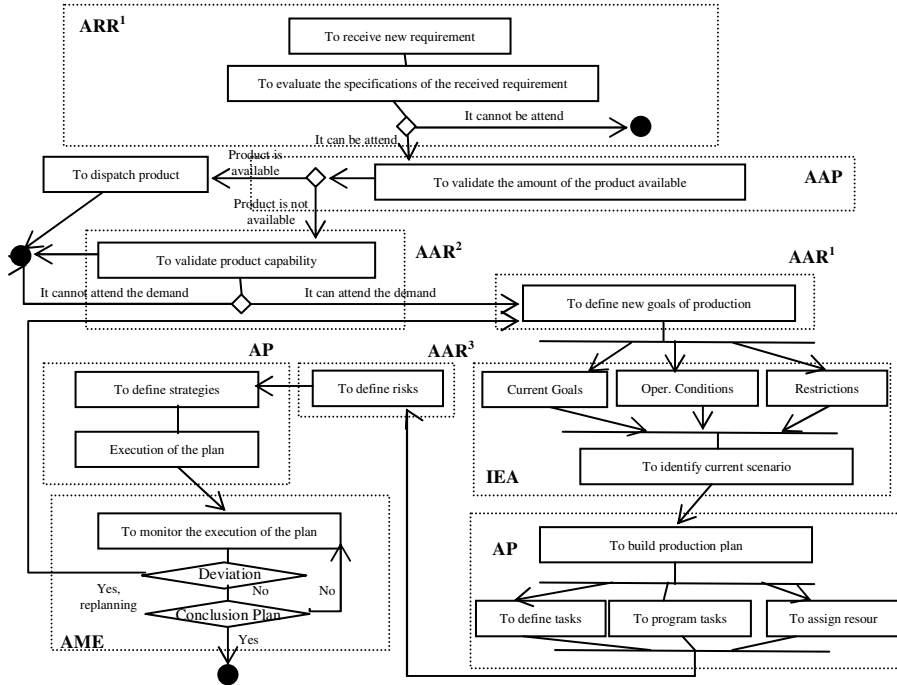 ARR1
To receive new requirement
To evaluate the specifications of the received requirement
It cannot be attend
It can be attend
Product is
available
To dispatch product
To validate the amount of the product available
AAP
Product is not
available
To validate product capability
AAR2
AAR1
It cannot attend the demand
It can attend the demand
To define new goals of production
AP
AAR3
To define strategies
To define risks
Current Goals
Oper. Conditions
Restrictions
Execution of the plan
To identify current scenario
IEA
To monitor the execution of the plan
AP
To build production plan
Deviation
Yes,
replanning
No
No
Conclusion Plan
To define tasks
To program tasks
To assign resour
AME
Yes